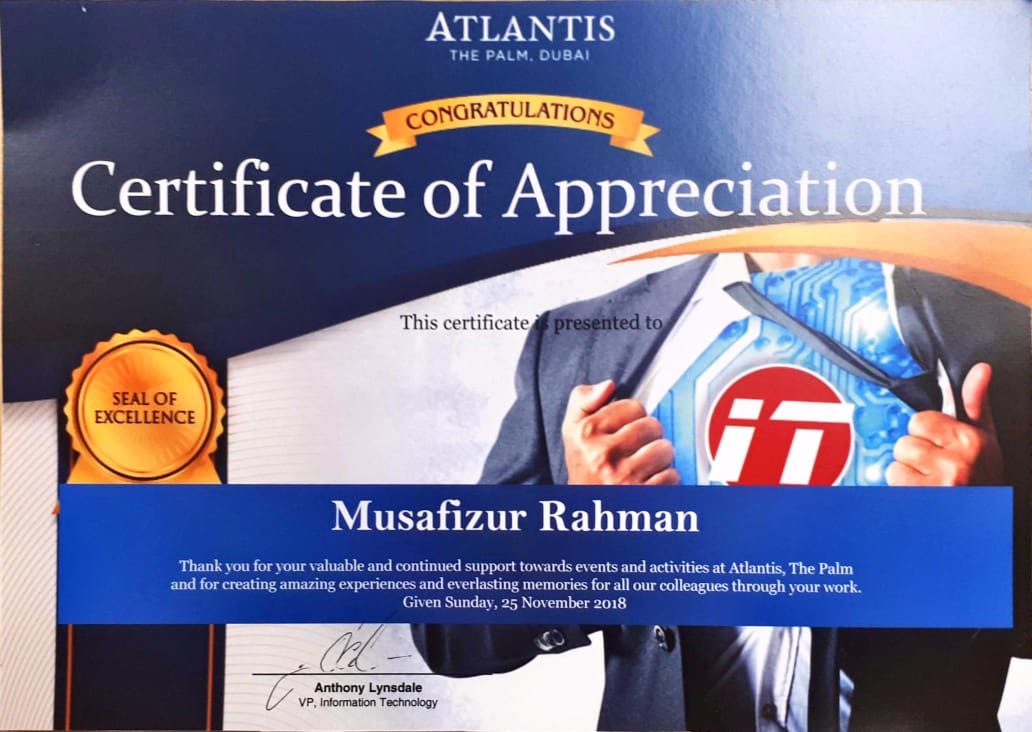 ATLANTIS
THE PALM, DUBAI
CONGRATULATIONS
Certificate of Appreciation
This certificate is presented to
SEAL OF
EXCELLENCE
iT
Musafizur Rahman
Thank you for your valuable and continued support towards events and activities at Atlantis, The Palm
and for creating amazing experiences and everlasting memories for all our colleagues through your work.
Given Sunday, 25 November 2018
Anthony Lynsdale
VP, Information Technology